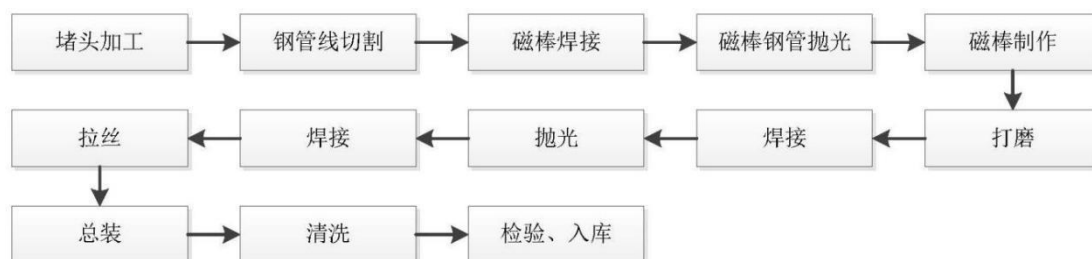 堵头加工
钢管线切割
磁棒焊接
磁棒钢管抛光
磁棒制作
打磨
焊接
抛光
焊接
拉丝
总装
清洗
检验、入库